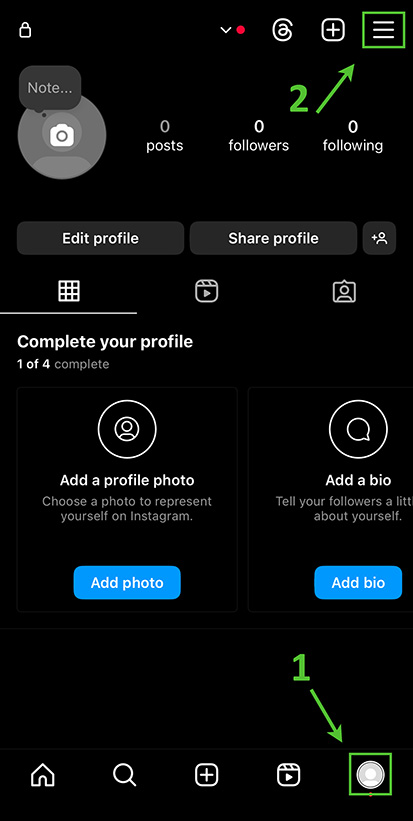 2
Note...
0
posts
0
followers
0
following
Edit profile
Share profile
Complete your profile
1 of 4 complete
Add a profile photo
Choose a photo to represent
yourself on Instagram.
Add photo
Add a bio
Tell your followers a
about yourself.
Add bio
1